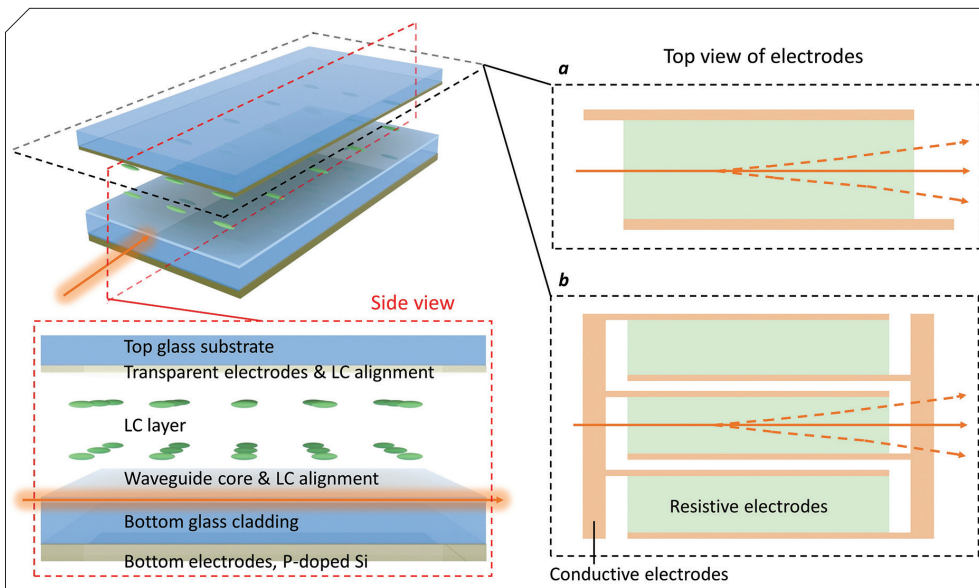 Top view of electrodes
a
b
Side view
Top glass substrate
Transparent electrodes & LC alignment
LC layer
Waveguide core & LC alignment
Bottom glass cladding
Bottom electrodes, P-doped Si
Resistive electrodes
Conductive electrodes